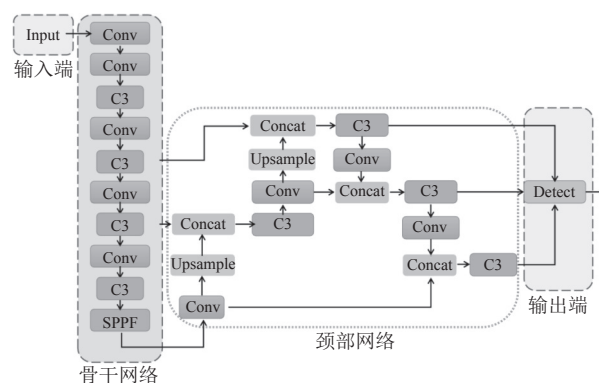 Input
输入端
Conv
Conv
C3
Conv
C3
Conv
C3
Conv
C3
SPPF
骨干网络
Concat
C3
Upsample
Conv
Conv
Concat
C3
Concat
C3
Conv
Upsample
Concat
C3
Conv
颈部网络
Detect
输出端